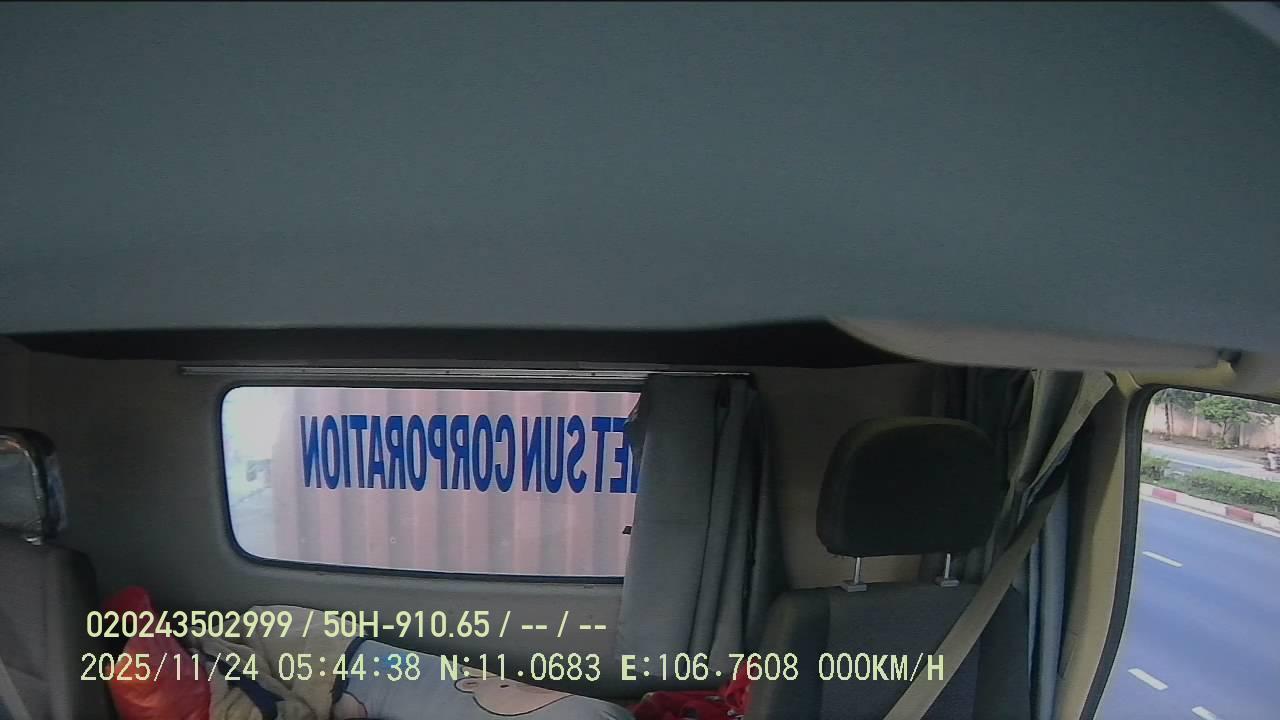 ET SUN CORPORATION
020243502999 / 50H-910.65 / -- / --
2025/11/24 05:44:38 N:11.0683 E:106.7608 000KM/H